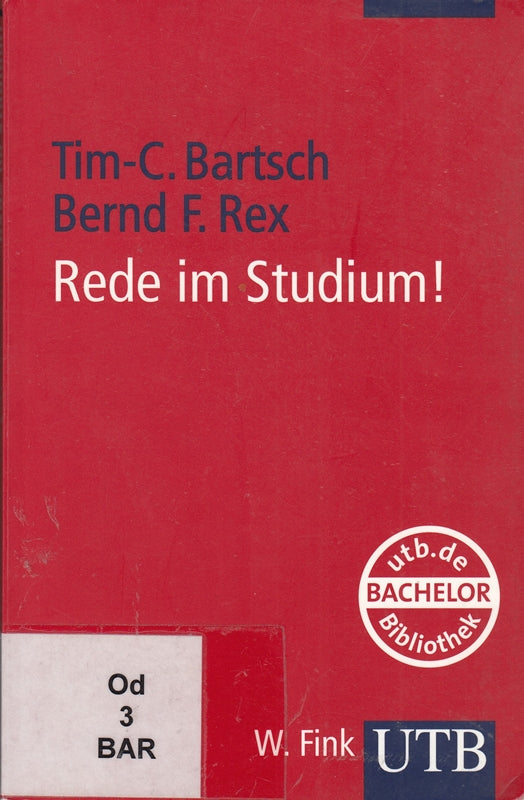 Tim-C. Bartsch
Bernd F. Rex
Rede im Studium!
utb.de
BACHELOR
Bibliothek
Od
3
BAR
W. Fink
UTB